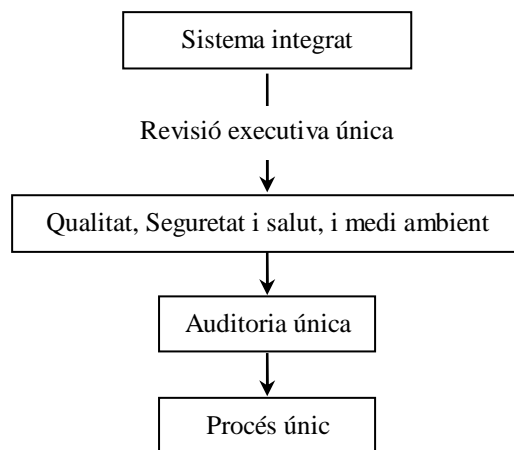 Sistema integrat
Revisió executiva única
Qualitat, Seguretat i salut, i medi ambient
Auditoria única
Procés únic